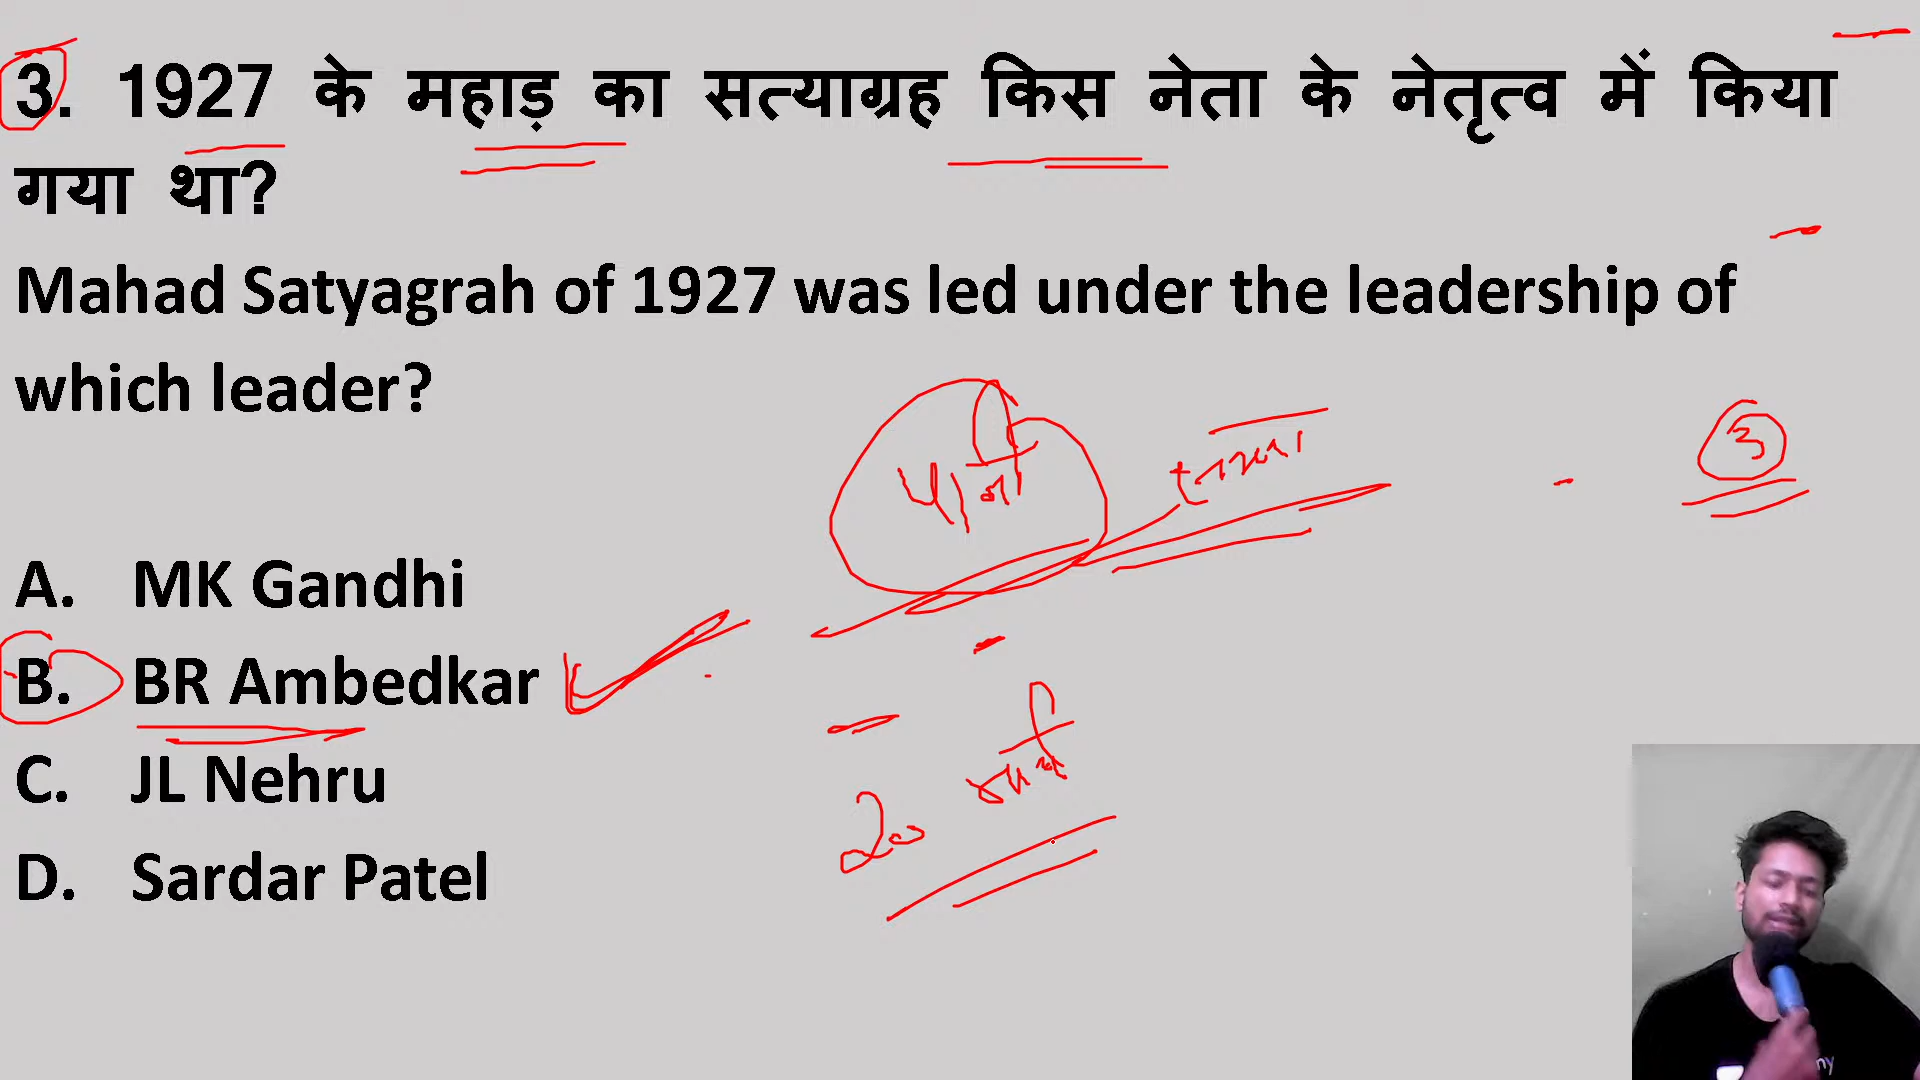 3. 1927 के महाड़ का सत्याग्रह किस नेता के नेतृत्व में किया
गया था?
Mahad Satyagrah of 1927 was led under the leadership of
which leader?
पानी
3
A. MK Gandhi
B. BR Ambedkar
C. JL Nehru
D. Sardar Patel
20 मार्च